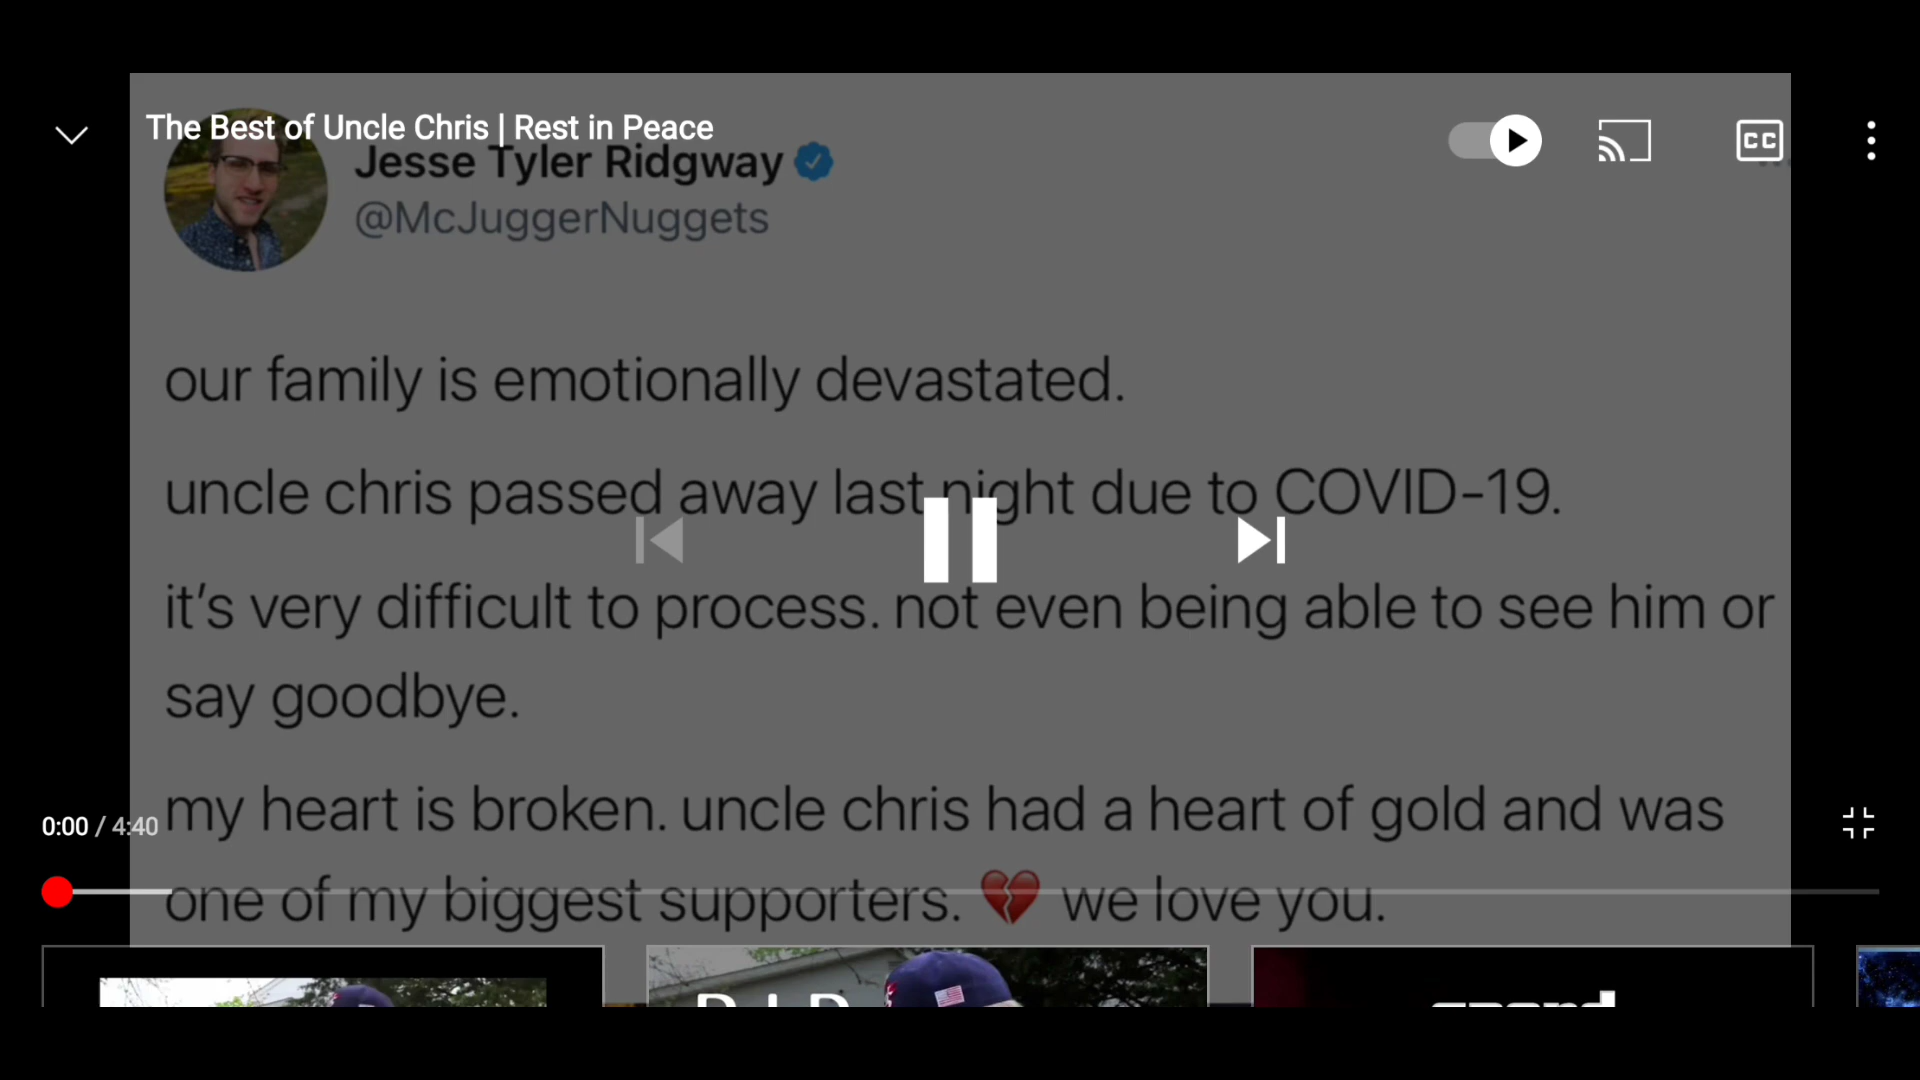 The Best of Uncle Chris | Rest in Peace
CC
Jesse Tyler Ridgway
@McJuggerNuggets
our family is emotionally devastated.
uncle chris passed away last night due to COVID-19.
it's very difficult to process. not even being able to see him or
say goodbye.
my heart is broken. uncle chris had a heart of gold and was
one of my biggest supporters. 💔 we love you.
0:00 / 4:40